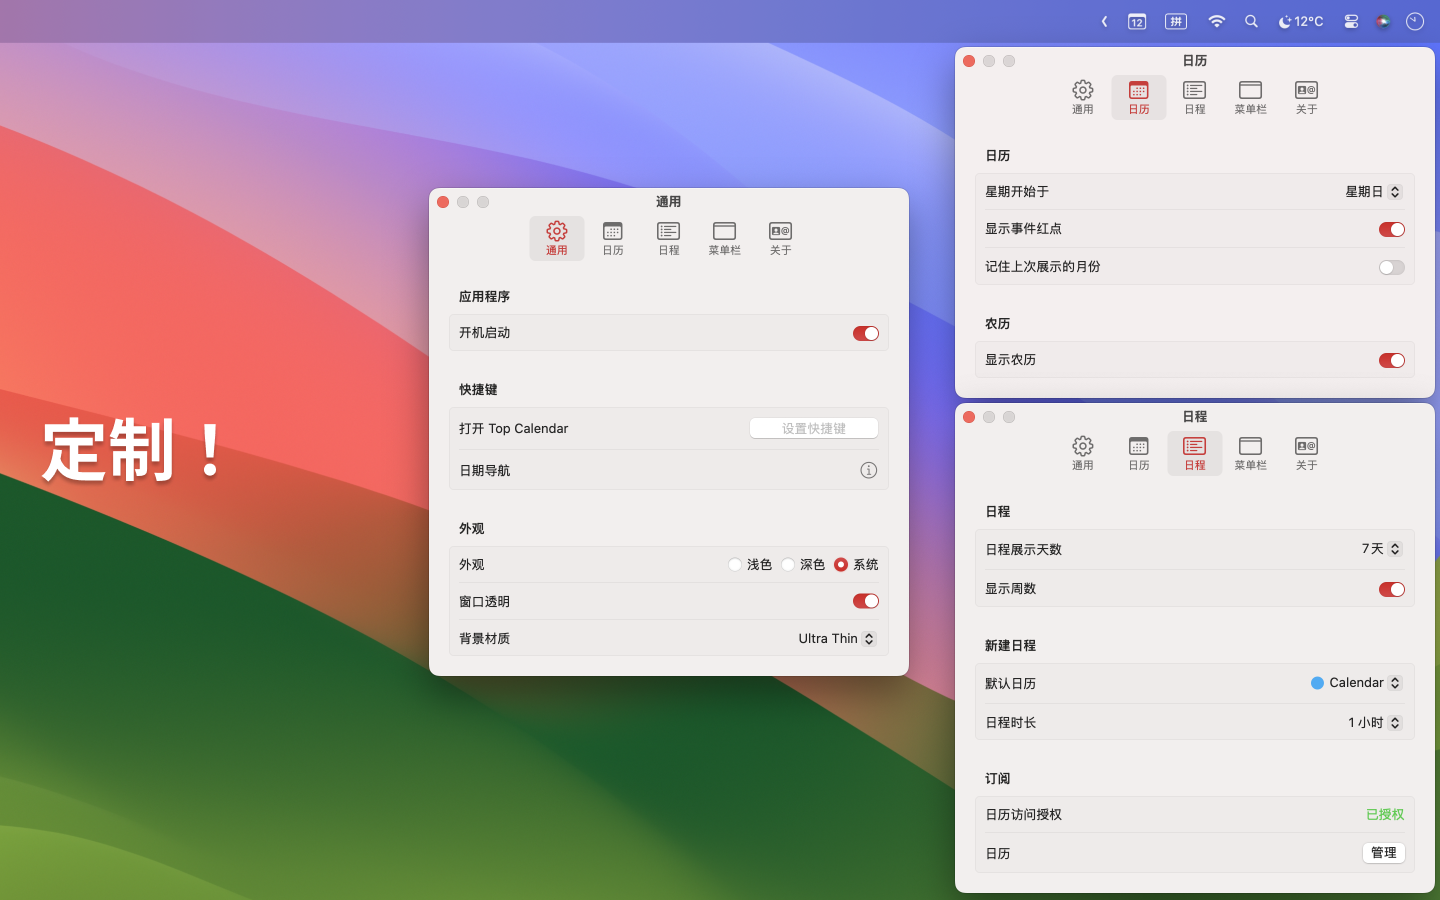 12
拼
12°C
定制！
通用
通用
日历
日程
菜单栏
关于
应用程序
开机启动
快捷键
打开 Top Calendar
设置快捷键
日期导航
外观
外观
浅色
深色
系统
窗口透明
背景材质
Ultra Thin
日历
通用
日历
日程
菜单栏
关于
日历
星期开始于
星期日
显示事件红点
记住上次展示的月份
农历
显示农历
日程
通用
日历
日程
菜单栏
关于
日程
日程展示天数
7 天
显示周数
新建日程
默认日历
Calendar
日程时长
1 小时
订阅
日历访问授权
已授权
日历
管理